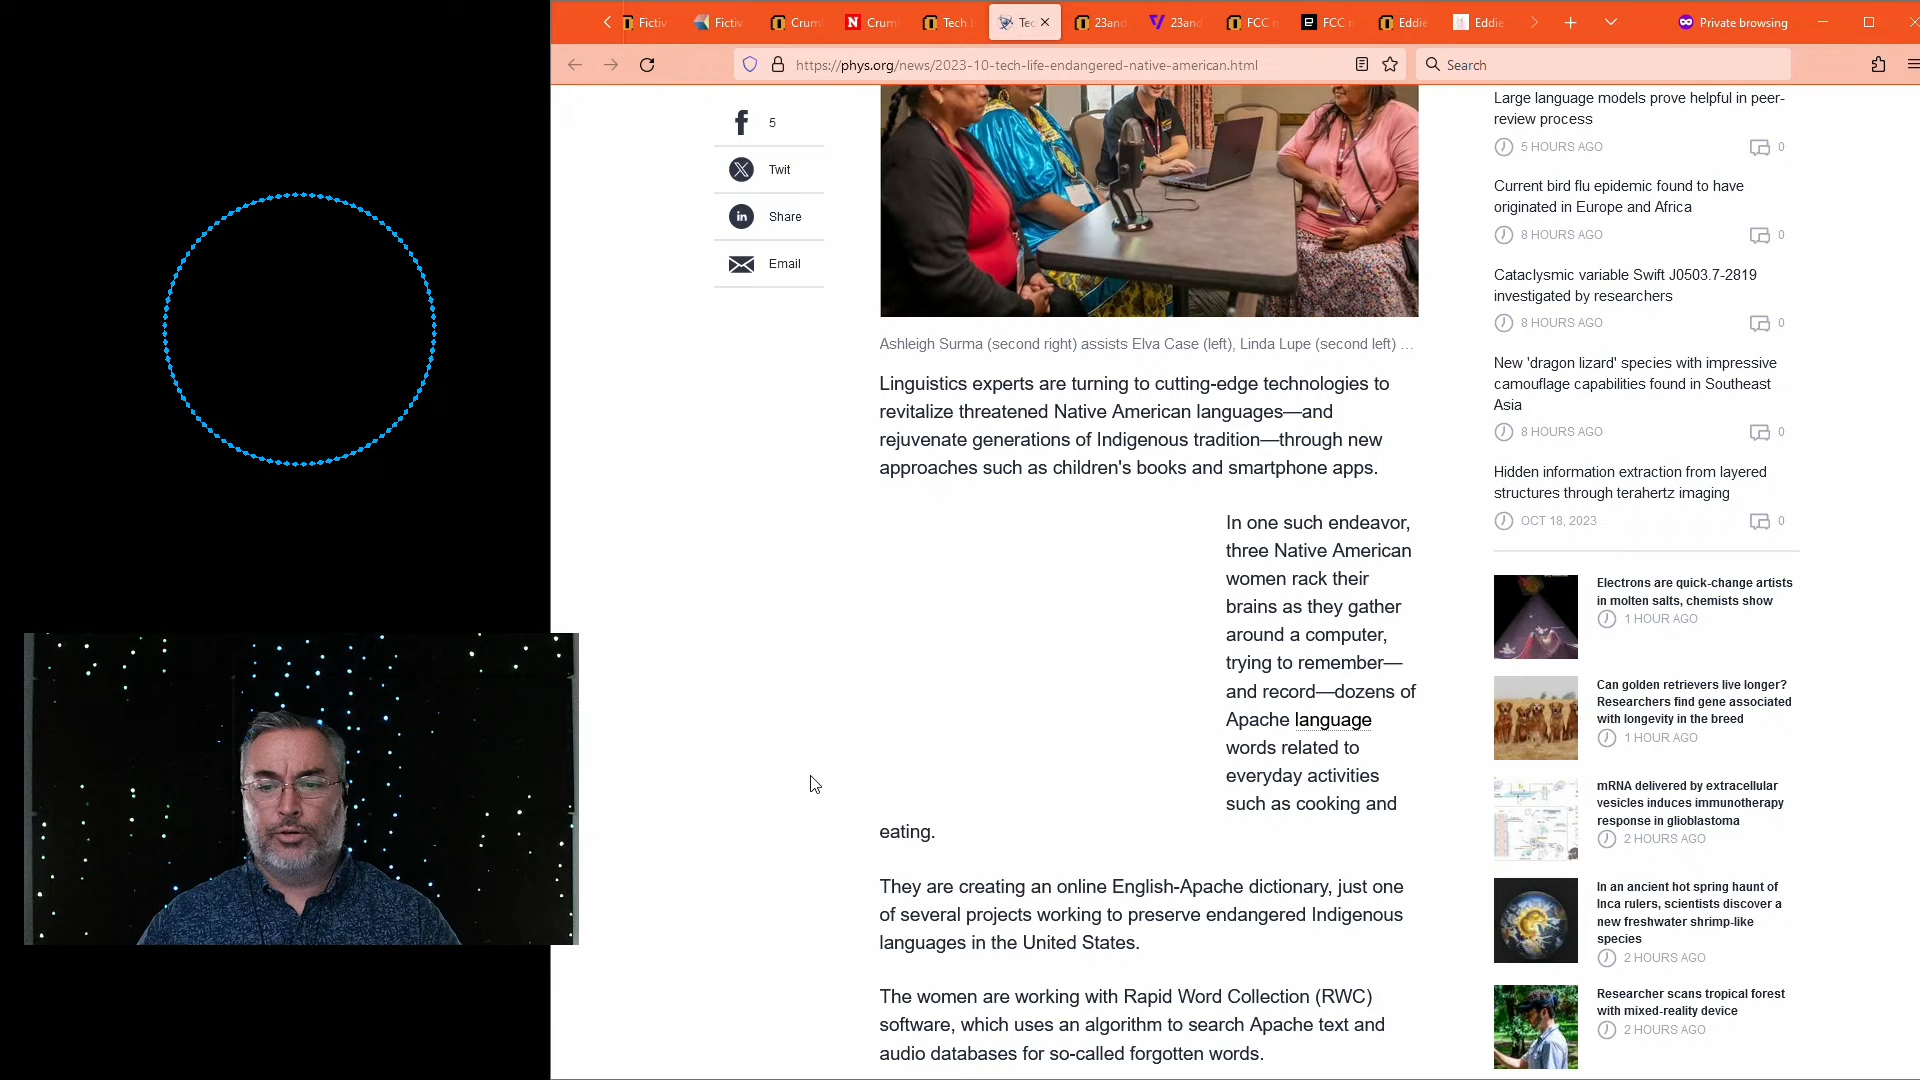 Fictiv
Fictiv
Crum
Crum
Tech
Tec
23and
23and
FCC
FCC
Eddie
Eddie
Private browsing
https://phys.org/news/2023-10-tech-life-endangered-native-american.html
Search
5
Twit
Share
Email
Ashleigh Surma (second right) assists Elva Case (left), Linda Lupe (second left) ...
Linguistics experts are turning to cutting-edge technologies to
revitalize threatened Native American languages—and
rejuvenate generations of Indigenous tradition—through new
approaches such as children's books and smartphone apps.
In one such endeavor,
three Native American
women rack their
brains as they gather
around a computer,
trying to remember—
and record—dozens of
Apache language
words related to
everyday activities
such as cooking and
eating.
They are creating an online English-Apache dictionary, just one
of several projects working to preserve endangered Indigenous
languages in the United States.
The women are working with Rapid Word Collection (RWC)
software, which uses an algorithm to search Apache text and
audio databases for so-called forgotten words.
Large language models prove helpful in peer-
review process
5 HOURS AGO
0
Current bird flu epidemic found to have
originated in Europe and Africa
8 HOURS AGO
0
Cataclysmic variable Swift J0503.7-2819
investigated by researchers
8 HOURS AGO
0
New 'dragon lizard' species with impressive
camouflage capabilities found in Southeast
Asia
8 HOURS AGO
0
Hidden information extraction from layered
structures through terahertz imaging
OCT 18, 2023
0
Electrons are quick-change artists
in molten salts, chemists show
1 HOUR AGO
Can golden retrievers live longer?
Researchers find gene associated
with longevity in the breed
1 HOUR AGO
mRNA delivered by extracellular
vesicles induces immunotherapy
response in glioblastoma
2 HOURS AGO
In an ancient hot spring haunt of
Inca rulers, scientists discover a
new freshwater shrimp-like
species
2 HOURS AGO
Researcher scans tropical forest
with mixed-reality device
2 HOURS AGO